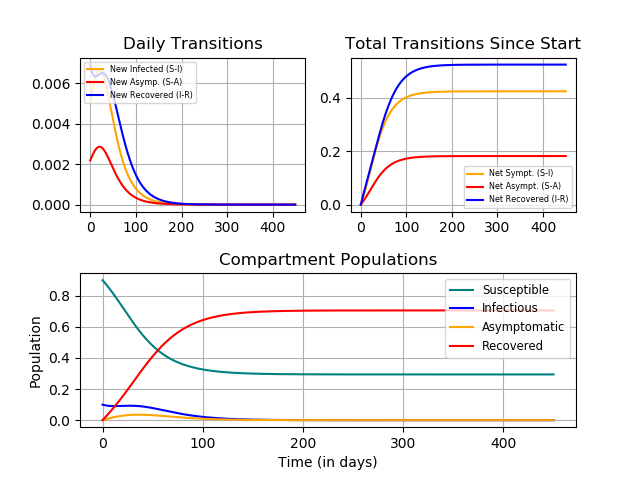 Daily Transitions
0.006
0.004
0.002
0.000
0 100 200 300 400
New Infected (S-I)
New Asymp. (S-A)
New Recovered (I-R)
Total Transitions Since Start
0.4
0.2
0.0
0 100 200 300 400
Net Sympt. (S-I)
Net Asympt. (S-A)
Net Recovered (I-R)
Compartment Populations
Population
0.8
0.6
0.4
0.2
0.0
0 100 200 300 400
Time (in days)
Susceptible
Infectious
Asymptomatic
Recovered